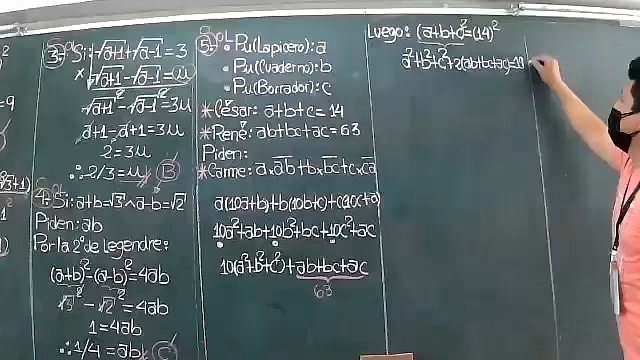 3) Si: √a+1 + √a-1 = 3
x √a+1 - √a-1 = u
√a+1² - √a-1² = 3u
a+1 - a+1 = 3u
2 = 3u
∴ 2/3 = u B
4) Si: a+b = √3 ∧ a-b = √2
Piden: ab
Por la 2° de Legendre:
(a+b)² - (a-b)² = 4ab
√3² - √2² = 4ab
1 = 4ab
∴ 1/4 = ab C
5) • Pu(Lapicero): a
• Pu(Cuaderno): b
• Pu(Borrador): c
* César: a+b+c = 14
* René: ab+bc+ac = 63
Piden:
* Carme: a x ab + b x bc + c x ca
a(10a+b)+b(10b+c)+c(10c+a)
10a²+ab+10b²+bc+10c²+ac
10(a²+b²+c²)+ab+bc+ac
63
Luego: (a+b+c)² = (14)²
a²+b²+c²+2(ab+bc+ac)=